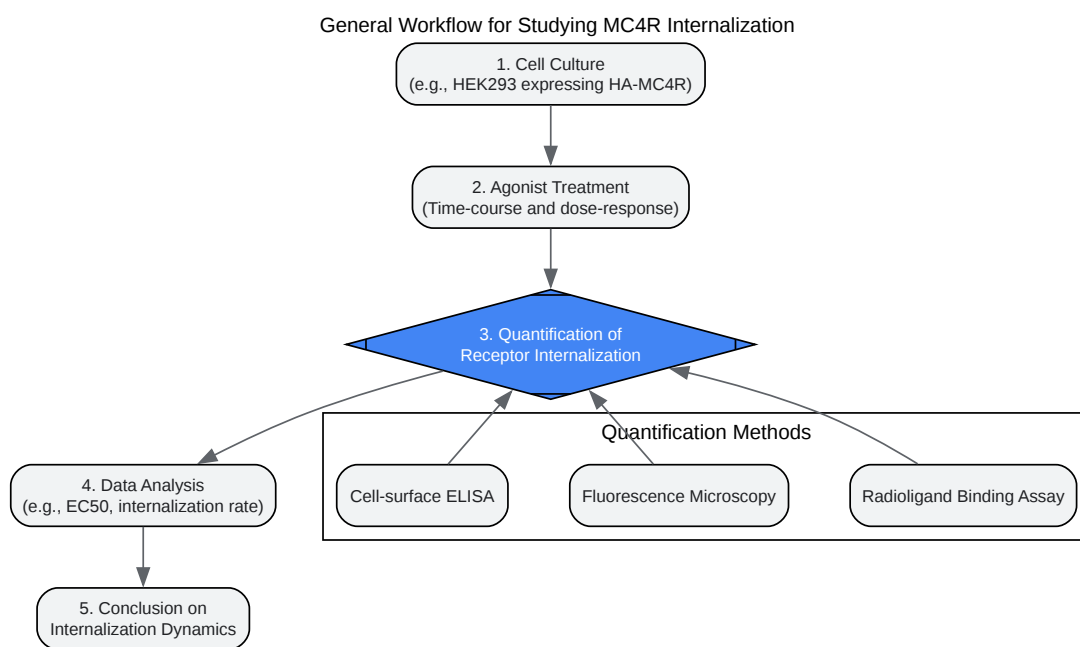 General Workflow for Studying MC4R Internalization
1. Cell Culture
(e.g., HEK293 expressing HA-MC4R)
2. Agonist Treatment
(Time-course and dose-response)
3. Quantification of
Receptor Internalization
Quantification Methods
4. Data Analysis
(e.g., EC50, internalization rate)
Cell-surface ELISA
Fluorescence Microscopy
Radioligand Binding Assay
5. Conclusion on
Internalization Dynamics